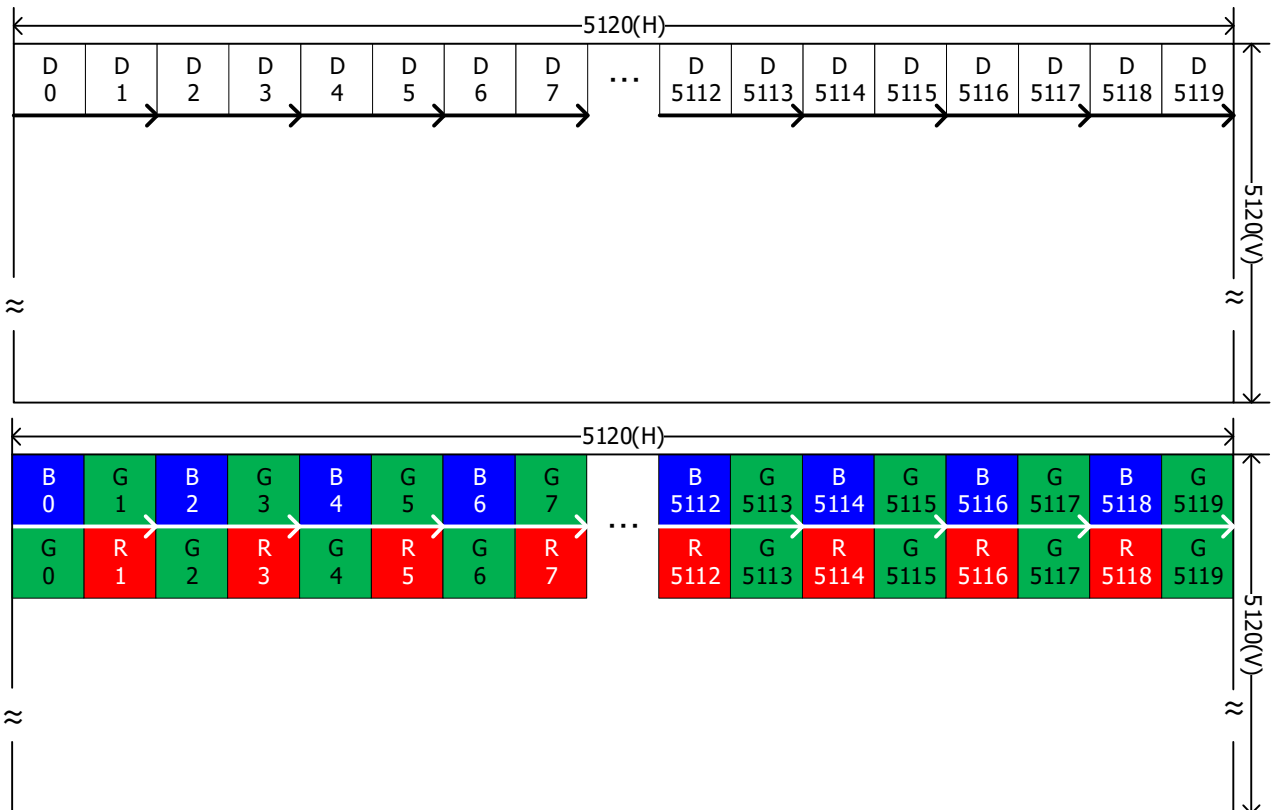 5120(H)
D D D D D D D D ... D D D D D D D D
0 1 2 3 4 5 6 7 5112 5113 5114 5115 5116 5117 5118 5119
5120(V)
≈ ≈
5120(H)
B G B G B G B G ... B G B G B G B G
0 1 2 3 4 5 6 7 5112 5113 5114 5115 5116 5117 5118 5119
G R G R G R G R R G R G R G R G
0 1 2 3 4 5 6 7 5112 5113 5114 5115 5116 5117 5118 5119
5120(V)
≈ ≈